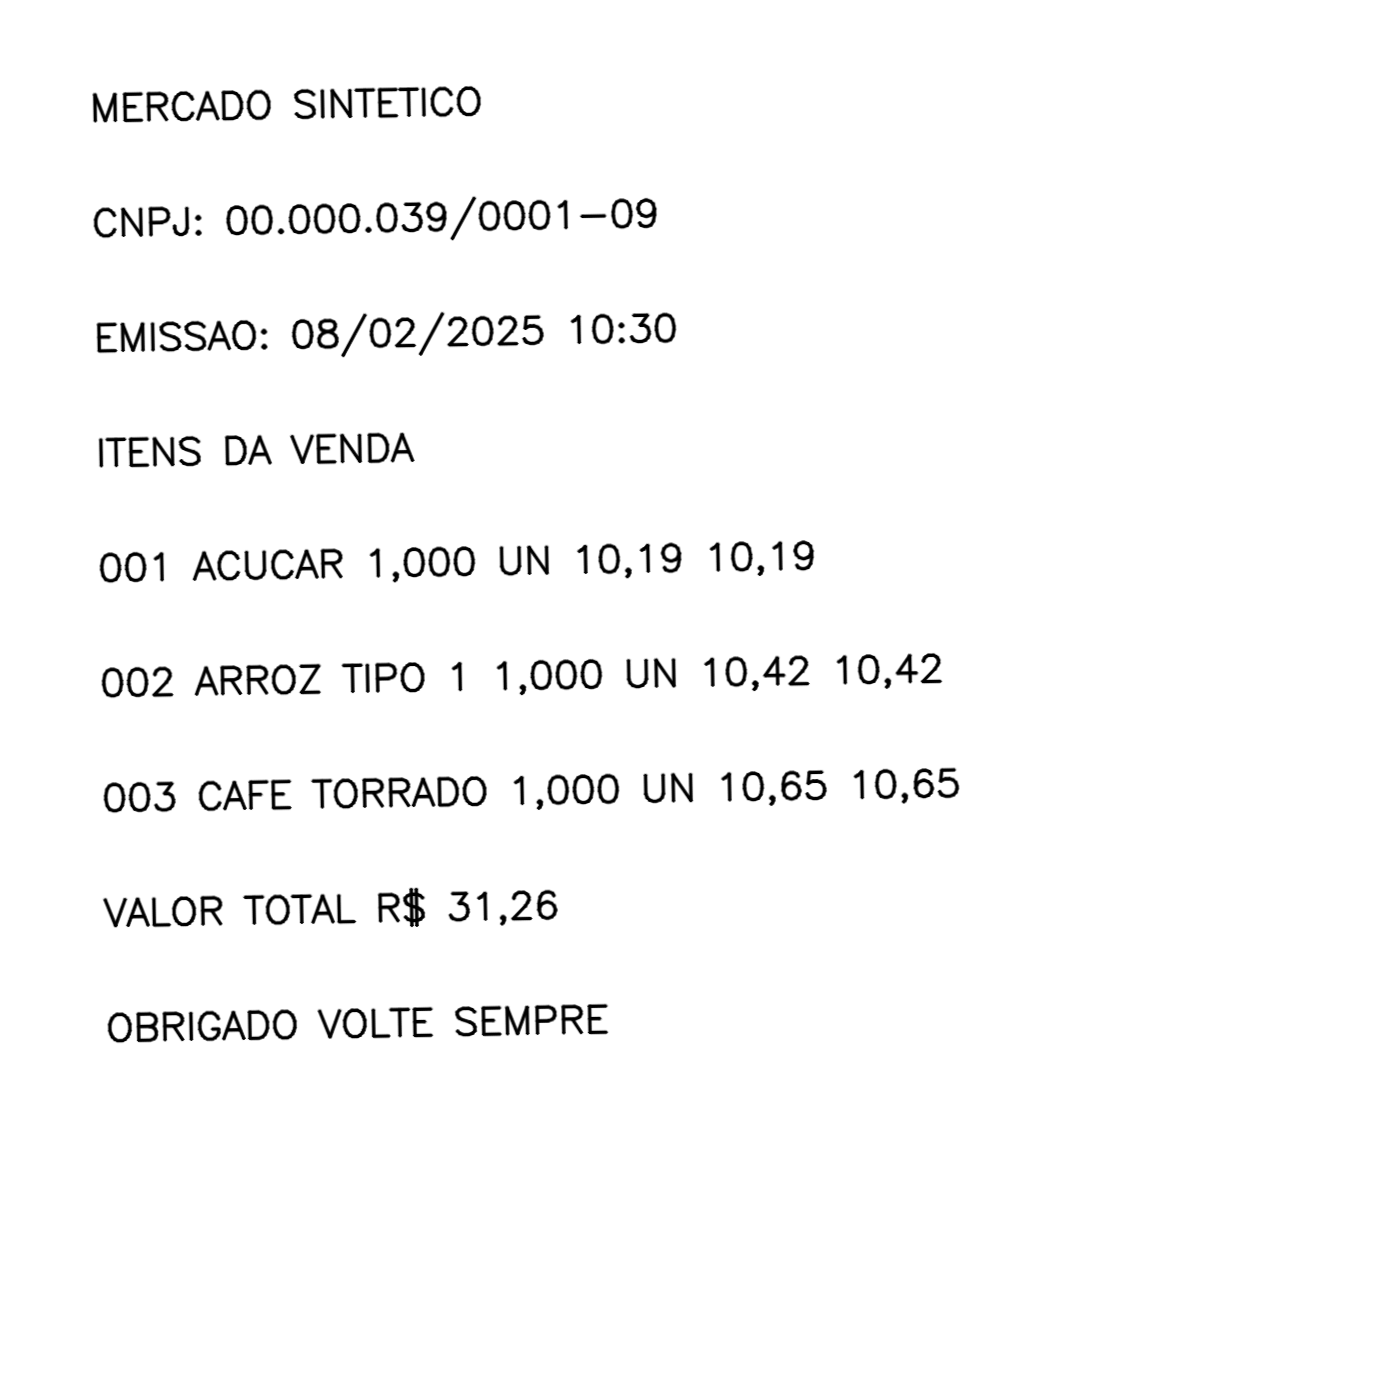 MERCADO SINTETICO
CNPJ: 00.000.039/0001-09
EMISSAO: 08/02/2025 10:30
ITENS DA VENDA
001 ACUCAR 1,000 UN 10,19 10,19
002 ARROZ TIPO 1 1,000 UN 10,42 10,42
003 CAFE TORRADO 1,000 UN 10,65 10,65
VALOR TOTAL R$ 31,26
OBRIGADO VOLTE SEMPRE